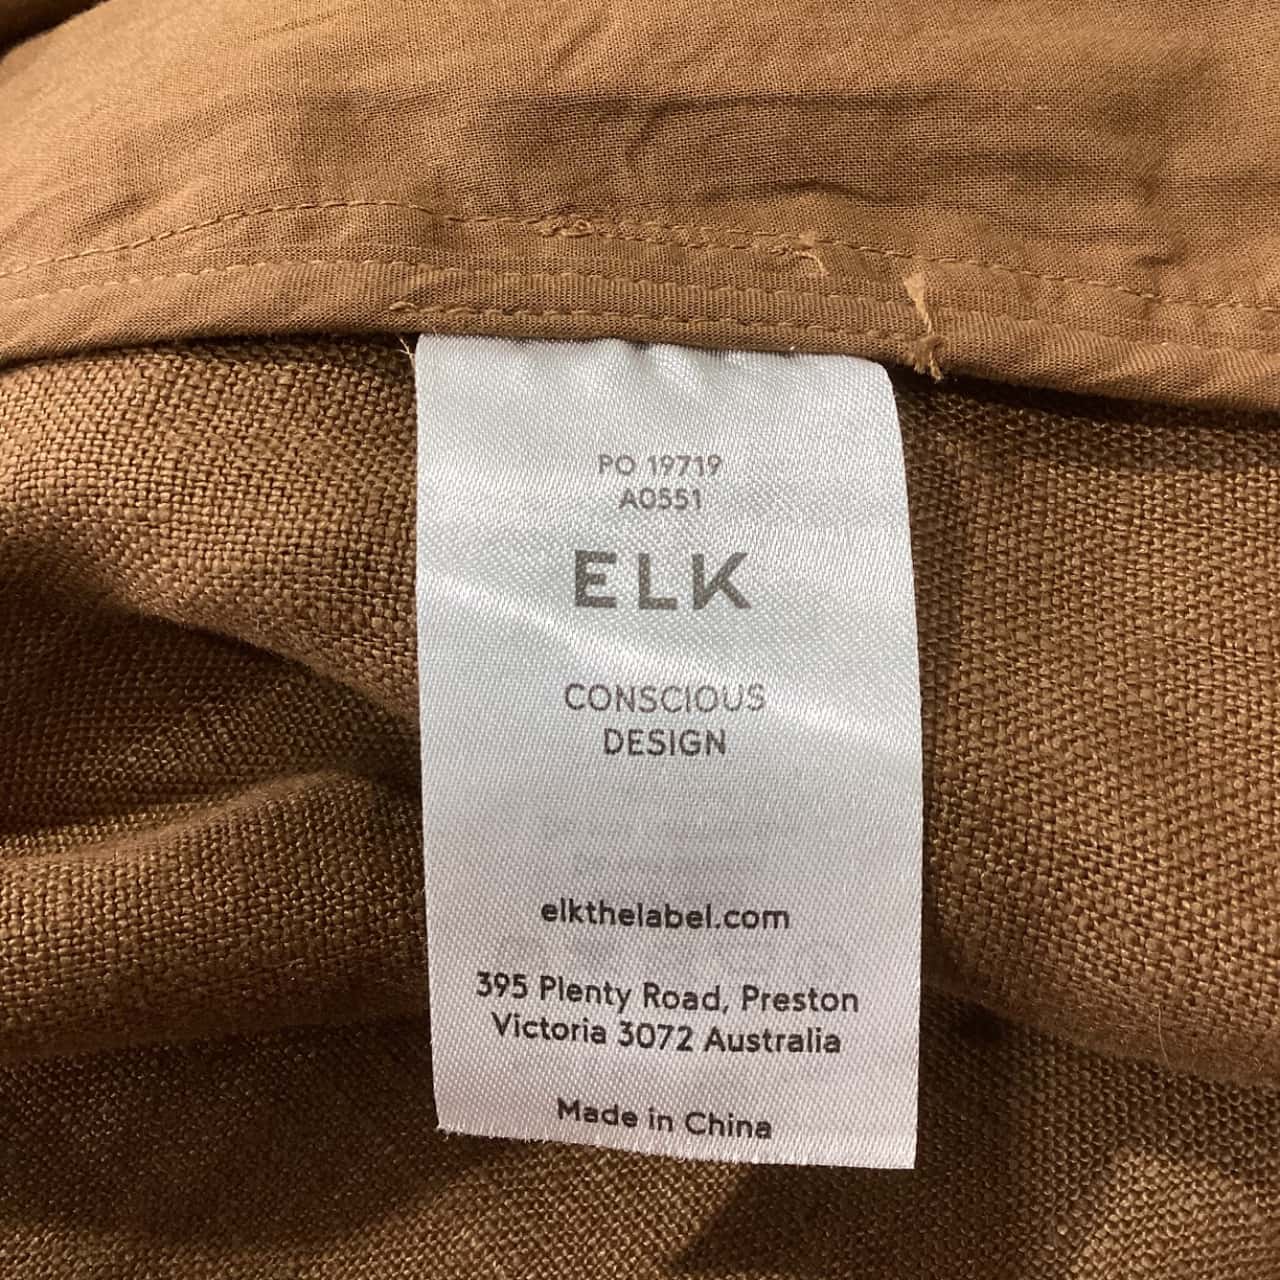 PO 19719
A0551
ELK
CONSCIOUS
DESIGN
elkthelabel.com
395 Plenty Road, Preston
Victoria 3072 Australia
Made in China